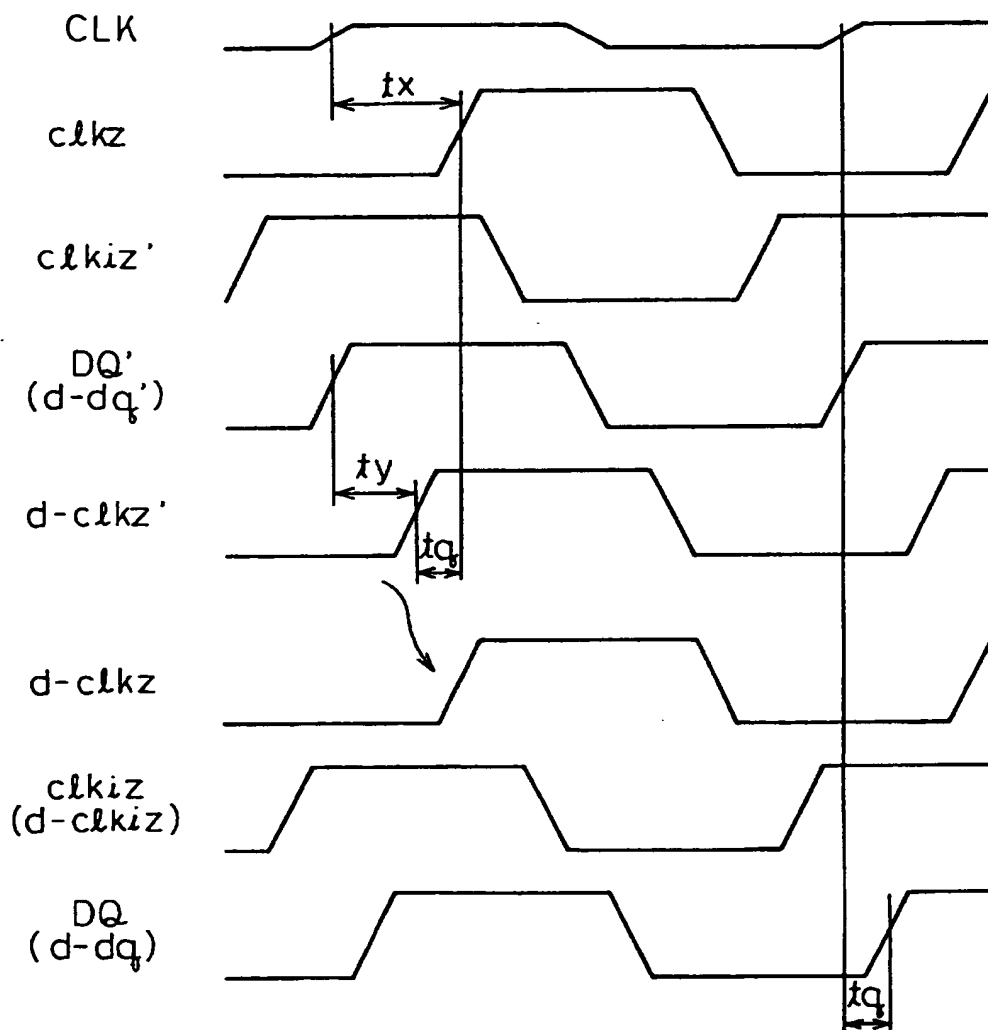 CLK
tx
clkz
clkiz'
DQ'
(d-dq')
ty
d-clkz'
tq
d-clkz
clkiz
(d-clkiz)
DQ
(d-dq)
tq